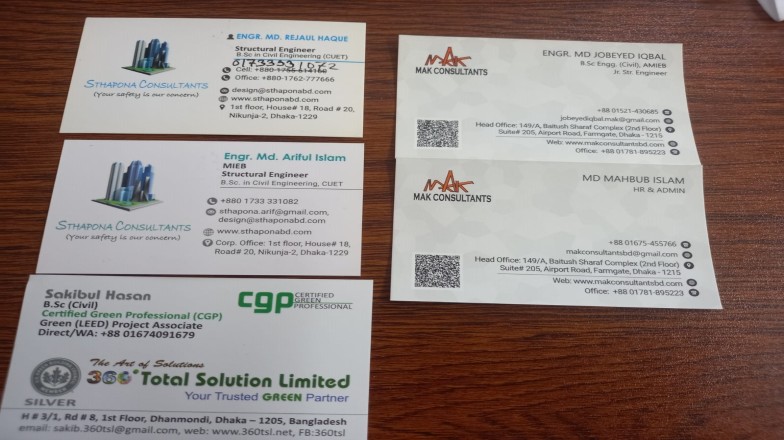 ENGR. MD. REJAUL HAQUE
Structural Engineer
B.Sc in Civil Engineering (CUET)
Cell:
Office: +880-1762-777666
design@sthaponabd.com
www.sthaponabd.com
1st floor, House# 18, Road # 20,
Nikunja-2, Dhaka-1229
STHAPONA CONSULTANTS
(Your safety is our concern)
Engr. Md. Ariful Islam
MIEB
Structural Engineer
B.Sc. in Civil Engineering, CUET
+880 1733 331082
sthapona.arif@gmail.com,
design@sthaponabd.com
www.sthaponabd.com
Corp. Office: 1st floor, House# 18,
Road# 20, Nikunja-2, Dhaka-1229
STHAPONA CONSULTANTS
(Your safety is our concern)
Sakibul Hasan
B.Sc (Civil)
Certified Green Professional (CGP)
Green (LEED) Project Associate
Direct/WA: +88 01674091679
cgp CERTIFIED
GREEN
PROFESSIONAL
The Art of Solutions
360° Total Solution Limited
Your Trusted GREEN Partner
SILVER
H # 3/1, Rd # 8, 1st Floor, Dhanmondi, Dhaka – 1205, Bangladesh
email: sakib.360tsl@gmail.com, web: www.360tsl.net, FB:360tsl
MAK
MAK CONSULTANTS
ENGR. MD JOBEYED IQBAL
B.Sc Engg. (Civil), AMIEB
Jr. Str. Engineer
+88 01521-430685
jobeyediqbal.mak@gmail.com
Head Office: 149/A, Baitush Sharaf Complex (2nd Floor)
Suite# 205, Airport Road, Farmgate, Dhaka - 1215
Web: www.makconsultantsbd.com
Office: +88 01781-895223
MAK
MAK CONSULTANTS
MD MAHBUB ISLAM
HR & ADMIN
+88 01675-455766
makconsultantsbd@gmail.com
Head Office: 149/A, Baitush Sharaf Complex (2nd Floor)
Suite# 205, Airport Road, Farmgate, Dhaka - 1215
Web: www.makconsultantsbd.com
Office: +88 01781-895223